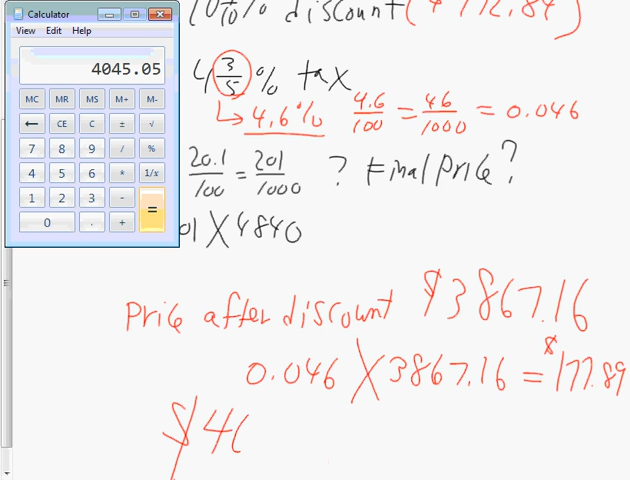 Calculator
View Edit Help
4045.05
MC MR MS M+ M-
← CE C ± √
7 8 9 / %
4 5 6 * 1/x
1 2 3 - =
0 . +
% discount ($
4 3/5 % tax
↳ 4.6% 4.6/100 = 46/1000 = 0.046
20.1/100 = 201/1000 ? Final Price?
01 X 4840
Price after discount $3867.16
0.046 X 3867.16 = $177.89
$40